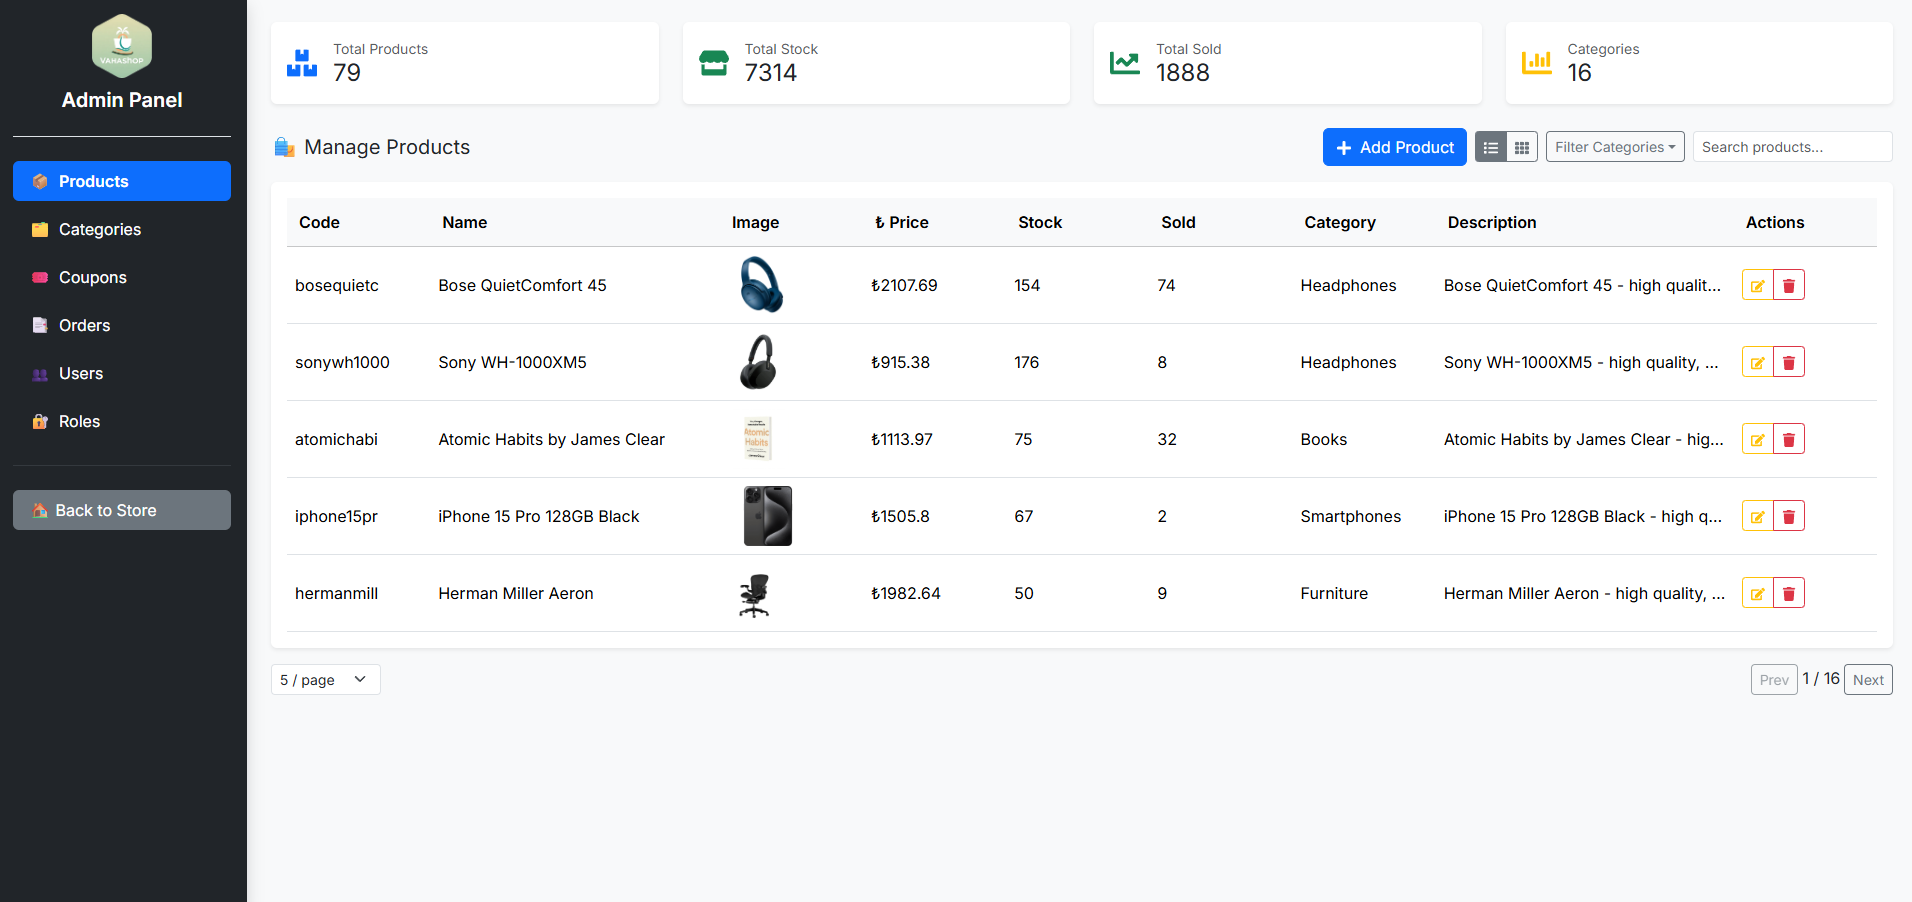 VAHASHOP
Admin Panel
Products
Categories
Coupons
Orders
Users
Roles
Back to Store
Total Products
79
Total Stock
7314
Total Sold
1888
Categories
16
Manage Products
Add Product
Filter Categories
Search products...
Code Name Image ₺ Price Stock Sold Category Description Actions
bosequietc Bose QuietComfort 45 ₺2107.69 154 74 Headphones Bose QuietComfort 45 - high qualit...
sonywh1000 Sony WH-1000XM5 ₺915.38 176 8 Headphones Sony WH-1000XM5 - high quality, ...
atomichabi Atomic Habits by James Clear Atomic Habits ₺1113.97 75 32 Books Atomic Habits by James Clear - hig...
iphone15pr iPhone 15 Pro 128GB Black ₺1505.8 67 2 Smartphones iPhone 15 Pro 128GB Black - high q...
hermanmill Herman Miller Aeron ₺1982.64 50 9 Furniture Herman Miller Aeron - high quality, ...
5 / page
Prev 1 / 16 Next